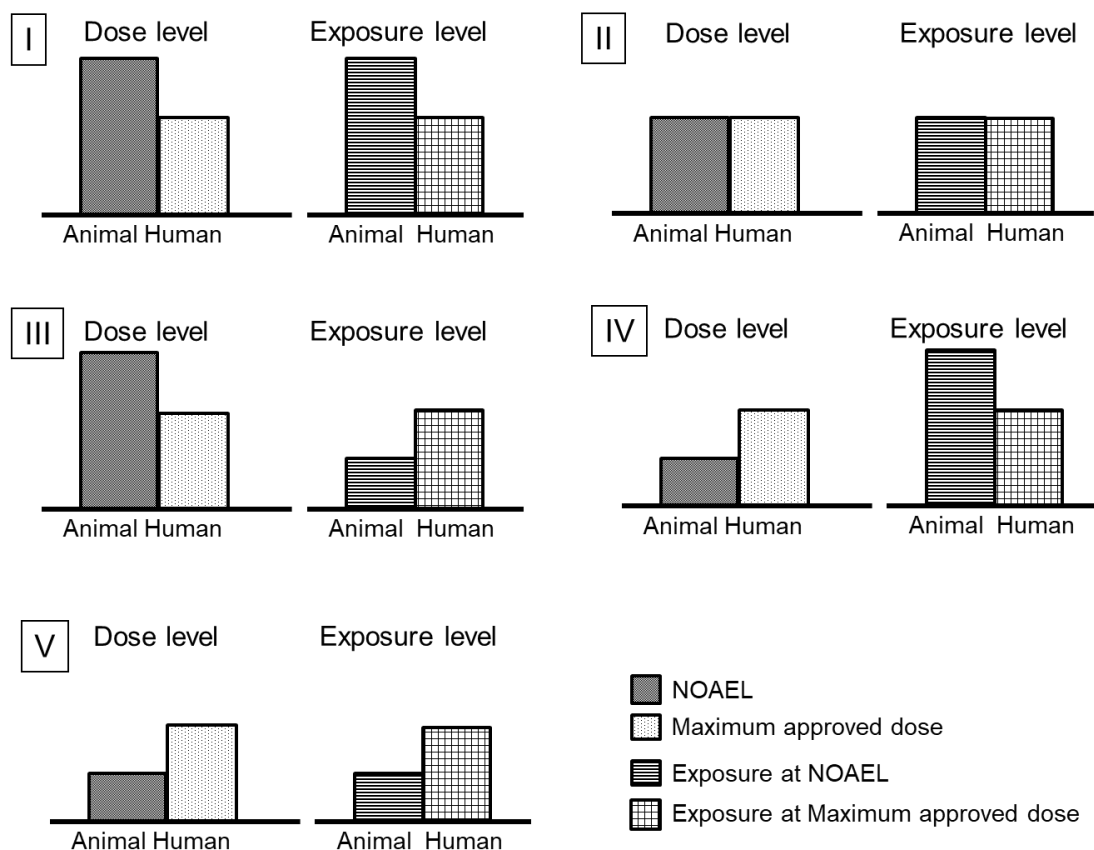 I
Dose level
Exposure level
Animal Human
Animal Human
II
Dose level
Exposure level
Animal Human
Animal Human
III
Dose level
Exposure level
Animal Human
Animal Human
IV
Dose level
Exposure level
Animal Human
Animal Human
V
Dose level
Exposure level
Animal Human
Animal Human
NOAEL
Maximum approved dose
Exposure at NOAEL
Exposure at Maximum approved dose